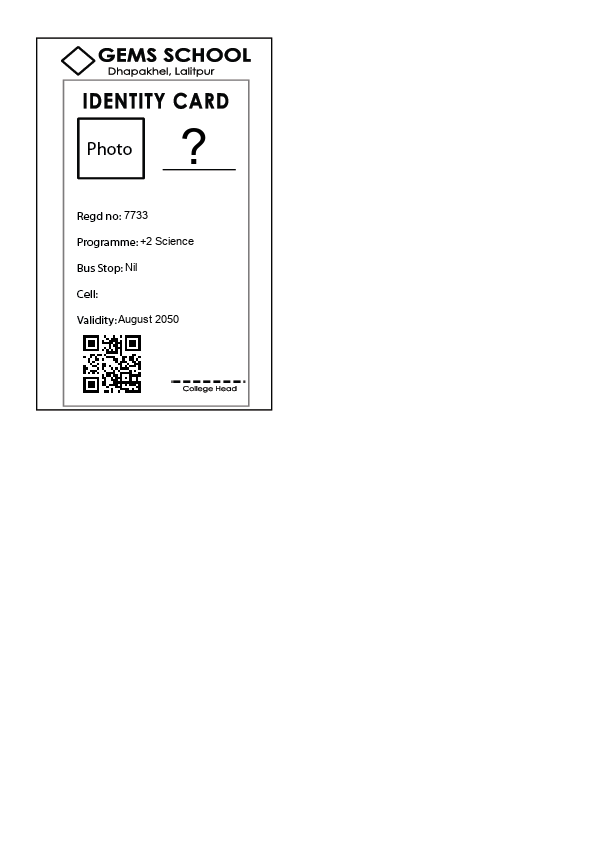 GEMS SCHOOL
Dhapakhel, Lalitpur
IDENTITY CARD
Photo
?
Regd no: 7733
Programme: +2 Science
Bus Stop: Nil
Cell:
Validity: August 2050
College Head